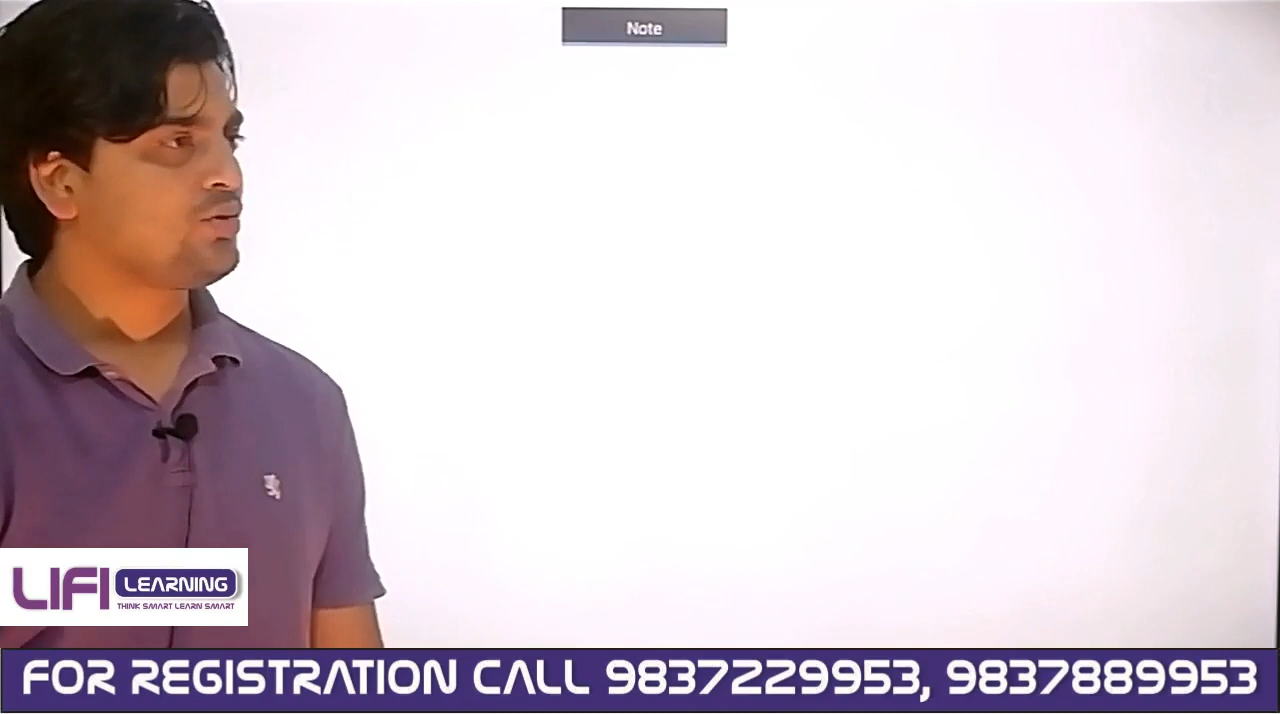 Note
LIFI LEARNING
THINK SMART LEARN SMART
FOR REGISTRATION CALL 9837229953, 9837889953